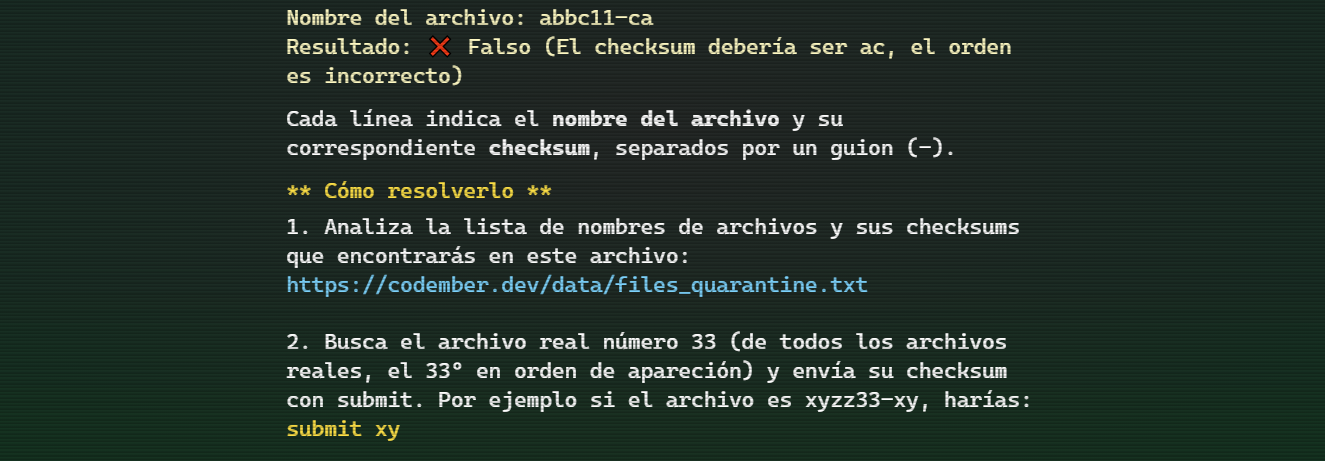 Nombre del archivo: abbc11-ca
Resultado: ❌ Falso (El checksum debería ser ac, el orden
es incorrecto)
Cada línea indica el nombre del archivo y su
correspondiente checksum, separados por un guion (-).
** Cómo resolverlo **
1. Analiza la lista de nombres de archivos y sus checksums
que encontrarás en este archivo:
https://codember.dev/data/files_quarantine.txt
2. Busca el archivo real número 33 (de todos los archivos
reales, el 33º en orden de apareción) y envía su checksum
con submit. Por ejemplo si el archivo es xyzz33-xy, harías:
submit xy